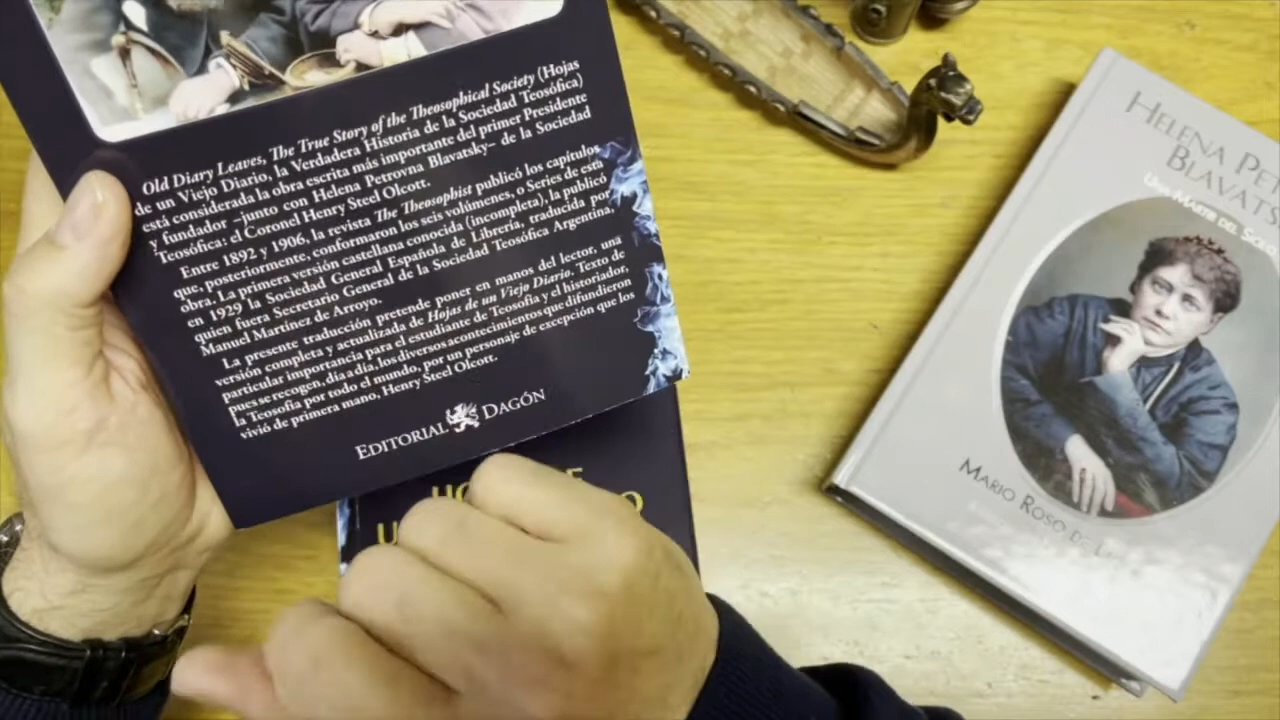 Old Diary Leaves, The True Story of the Theosophical Society (Hojas
de un Viejo Diario, la Verdadera Historia de la Sociedad Teosófica)
está considerada la obra escrita más importante del primer Presidente
y fundador –junto con Helena Petrovna Blavatsky– de la Sociedad
Teosófica: el Coronel Henry Steel Olcott.
Entre 1892 y 1906, la revista The Theosophist publicó los capítulos
que, posteriormente, conformaron los seis volúmenes, o Series de esta
obra. La primera versión castellana conocida (incompleta), la publicó
en 1929 la Sociedad General Española de Librería, traducida por
quien fuera Secretario General de la Sociedad Teosófica Argentina,
Manuel Martínez de Arroyo.
La presente traducción pretende poner en manos del lector, una
versión completa y actualizada de Hojas de un Viejo Diario. Texto de
particular importancia para el estudiante de Teosofía y el historiador,
pues se recogen, día a día, los diversos acontecimientos que difundieron
la Teosofía por todo el mundo, por un personaje de excepción que los
vivió de primera mano, Henry Steel Olcott.
EDITORIAL DAGÓN
HELENA PE
BLAVATS
MARIO ROSO DE